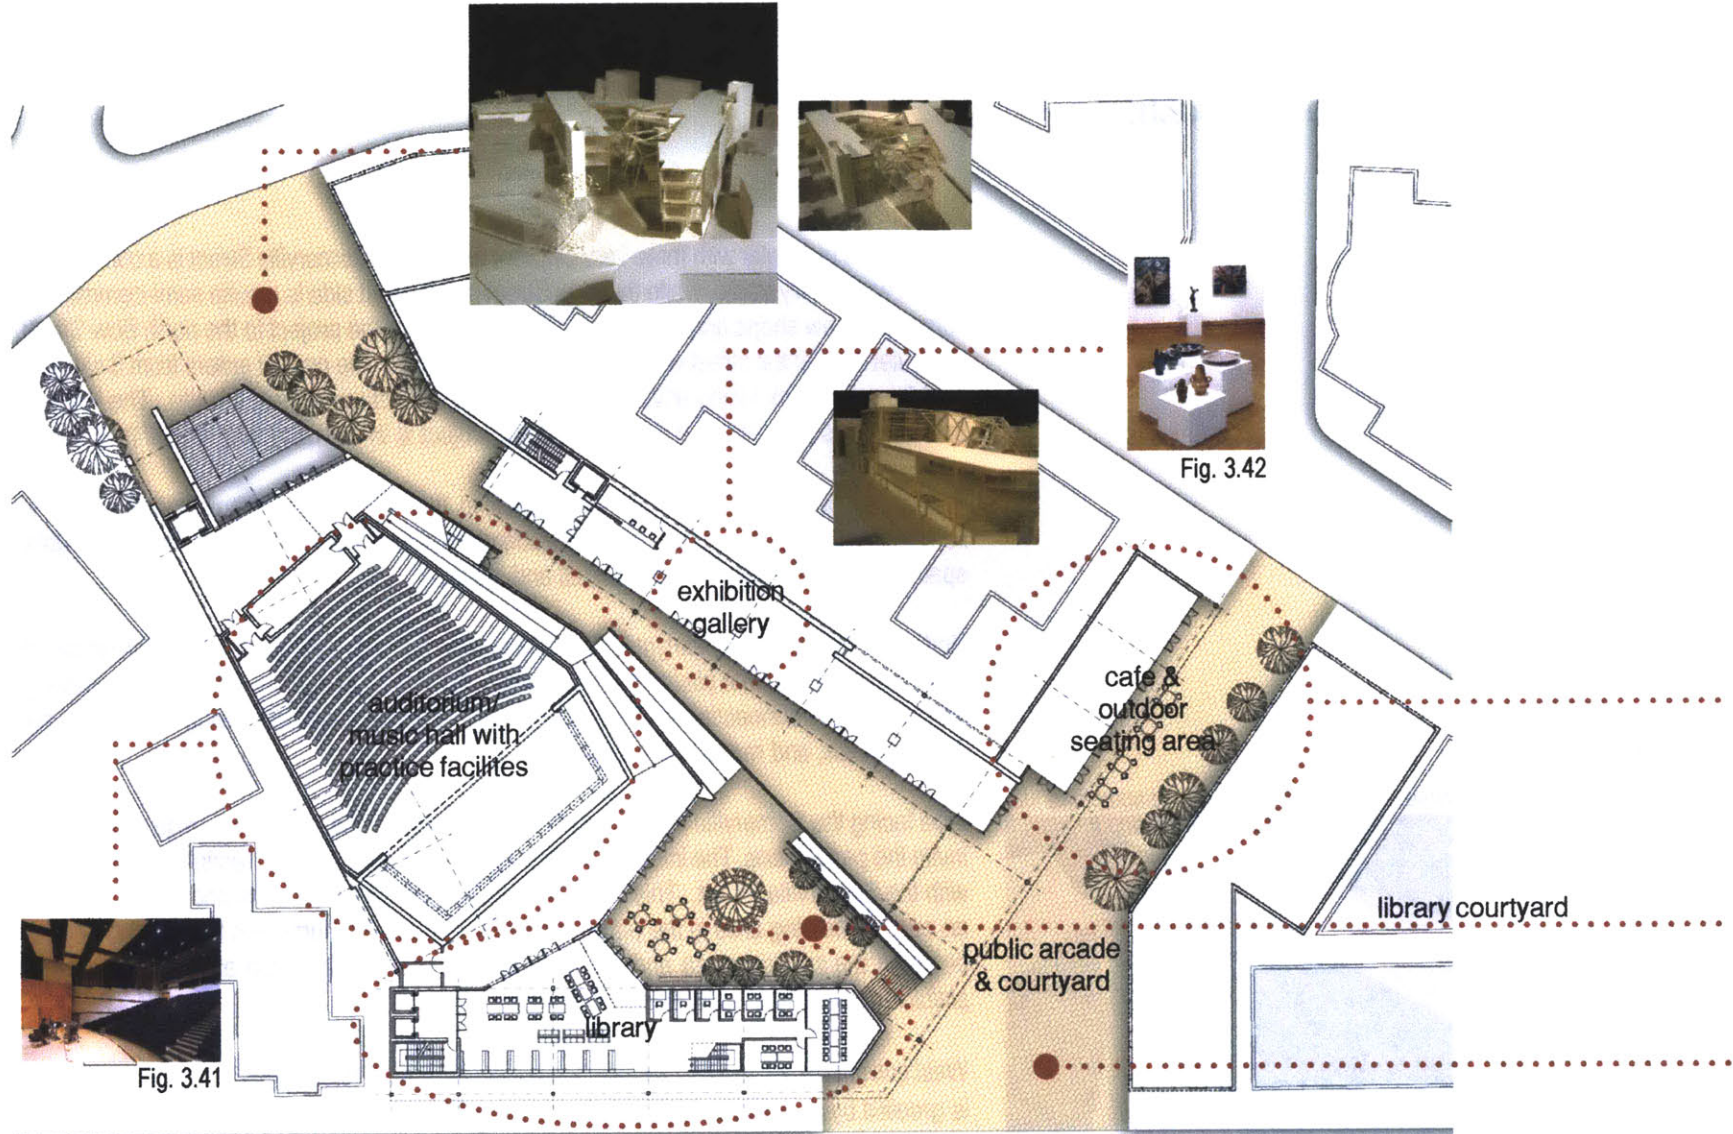 Fig. 3.42
exhibition
gallery
cafe &
outdoor
seating area
auditorium/
music hall with
practice facilites
library courtyard
public arcade
& courtyard
library
Fig. 3.41